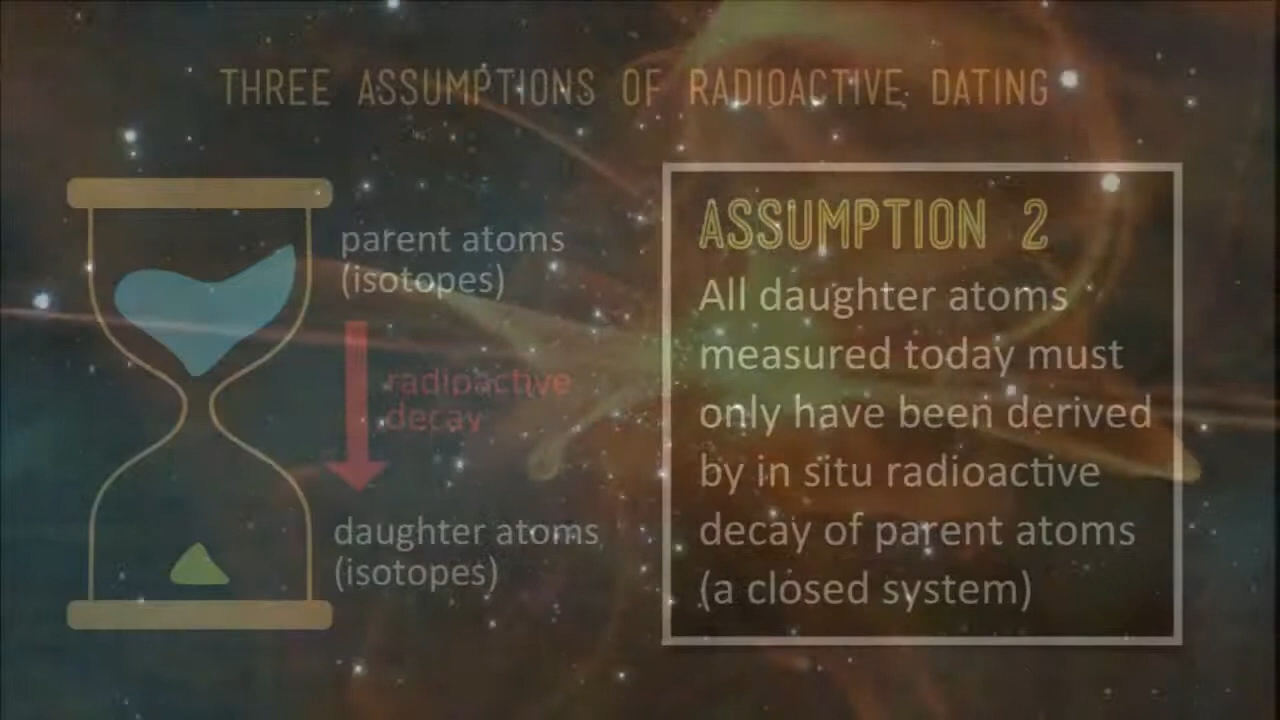 THREE ASSUMPTIONS OF RADIOACTIVE DATING
parent atoms
(isotopes)
radioactive
decay
daughter atoms
(isotopes)
ASSUMPTION 2
All daughter atoms
measured today must
only have been derived
by in situ radioactive
decay of parent atoms
(a closed system)